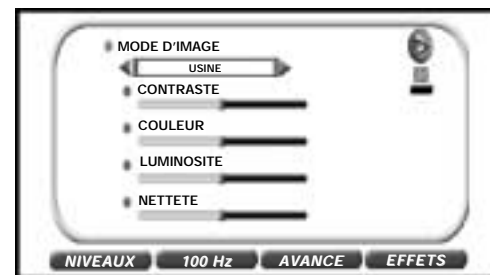 MODE D'IMAGE
USINE
CONTRASTE
COULEUR
LUMINOSITE
NETTETE
NIVEAUX 100 Hz AVANCE EFFETS